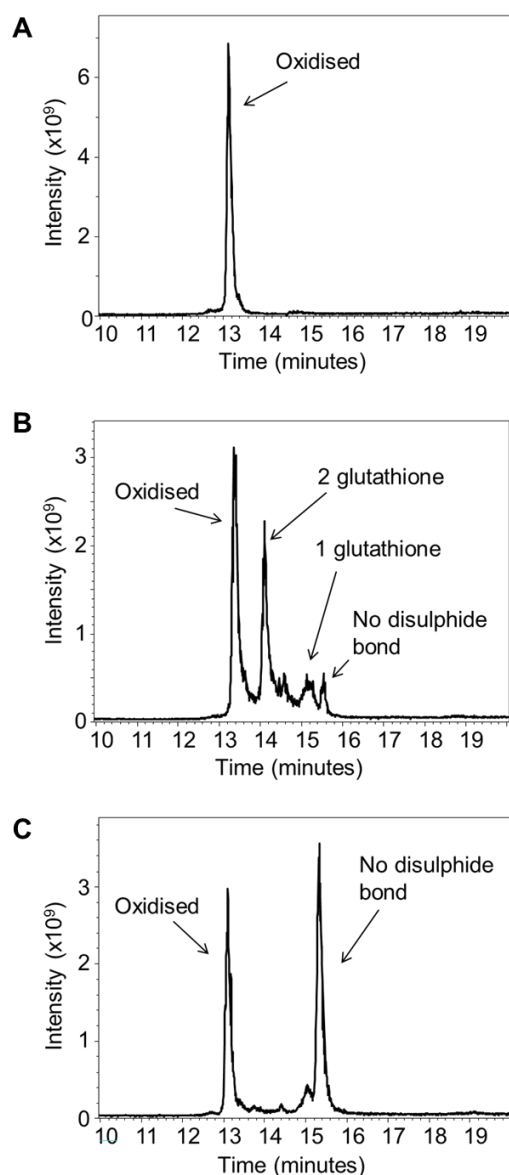 A
Intensity (x10⁹)
6
4
2
0
Oxidised
10 11 12 13 14 15 16 17 18 19
Time (minutes)
B
Intensity (x10⁹)
3
2
1
0
Oxidised
2 glutathione
1 glutathione
No disulphide
bond
10 11 12 13 14 15 16 17 18 19
Time (minutes)
C
Intensity (x10⁹)
3
2
1
0
Oxidised
No disulphide
bond
10 11 12 13 14 15 16 17 18 19
Time (minutes)